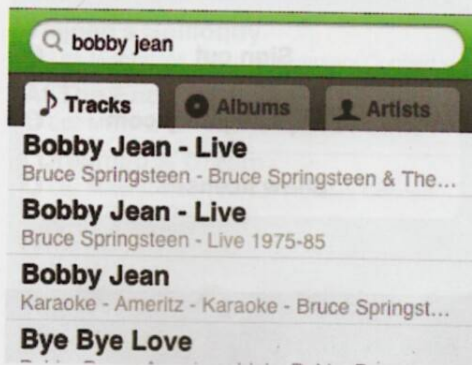 bobby jean
Tracks Albums Artists
Bobby Jean - Live
Bruce Springsteen - Bruce Springsteen & The...
Bobby Jean - Live
Bruce Springsteen - Live 1975-85
Bobby Jean
Karaoke - Ameritz - Karaoke - Bruce Springst...
Bye Bye Love